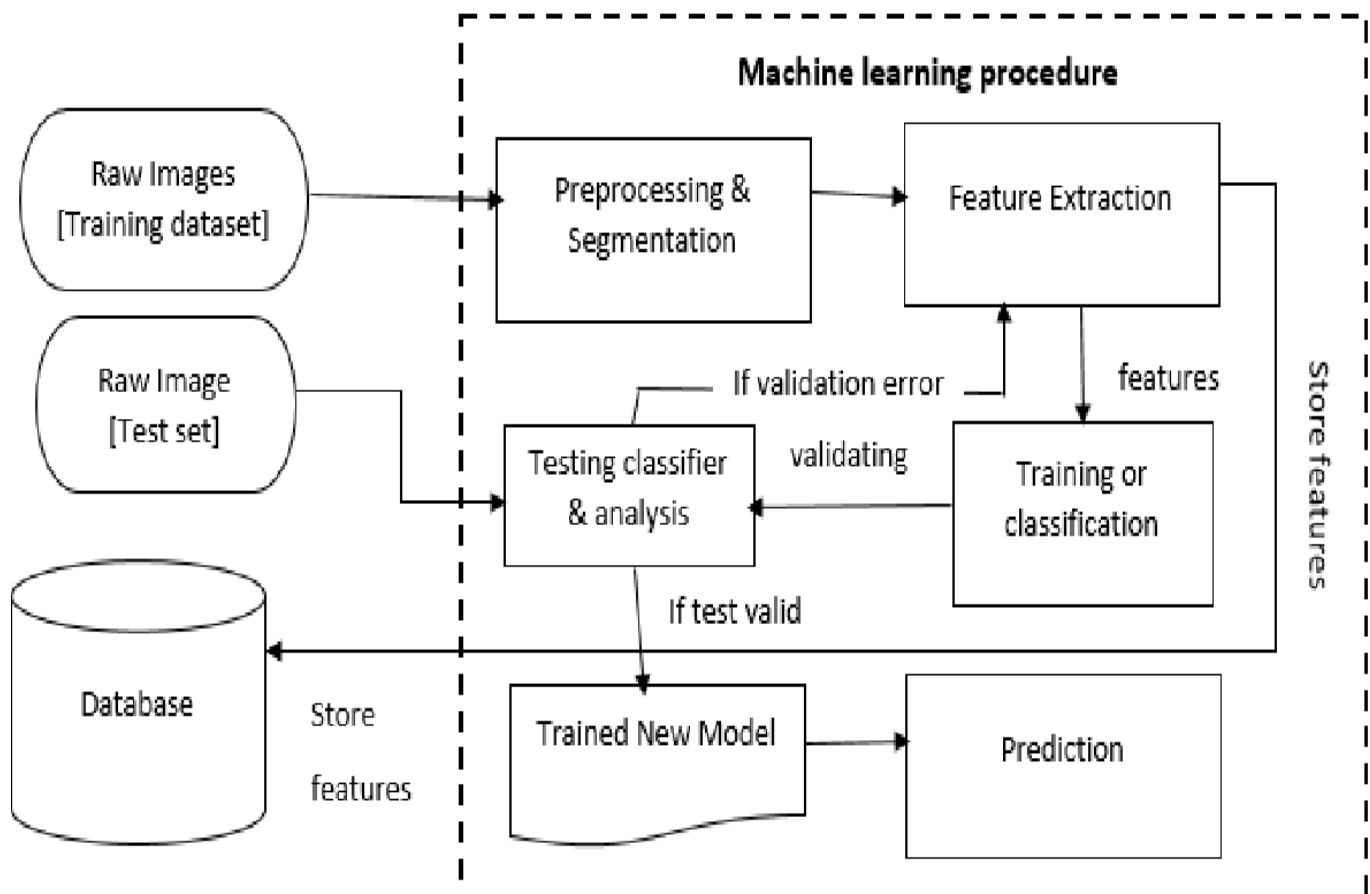 Machine learning procedure
Raw Images
[Training dataset]
Preprocessing &
Segmentation
Feature Extraction
Raw Image
[Test set]
If validation error
features
Store features
Testing classifier
& analysis
validating
Training or
classification
If test valid
Database
Store
features
Trained New Model
Prediction